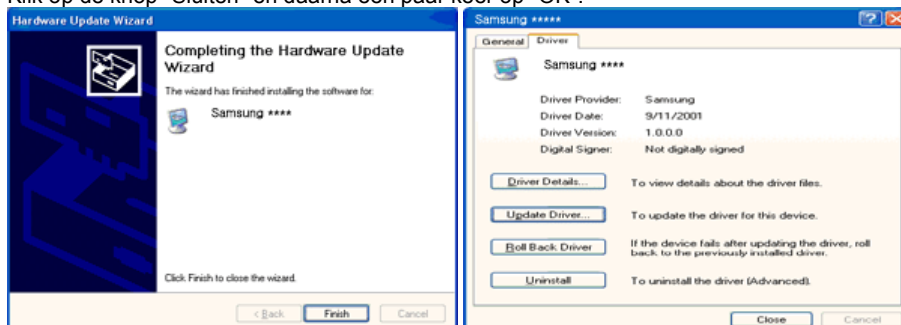 Klik op de knop "Sluiten" en daarna een paar keer op "OK".
Hardware Update Wizard
Completing the Hardware Update
Wizard
The wizard has finished installing the software for:
Samsung ****
Click Finish to close the wizard.
< Back
Finish
Cancel
Samsung *****
General
Driver
Samsung ****
Driver Provider: Samsung
Driver Date: 9/11/2001
Driver Version: 1.0.0.0
Digital Signer: Not digitally signed
Driver Details... To view details about the driver files.
Update Driver... To update the driver for this device.
Roll Back Driver If the device fails after updating the driver, roll
back to the previously installed driver.
Uninstall To uninstall the driver (Advanced).
Close
Cancel